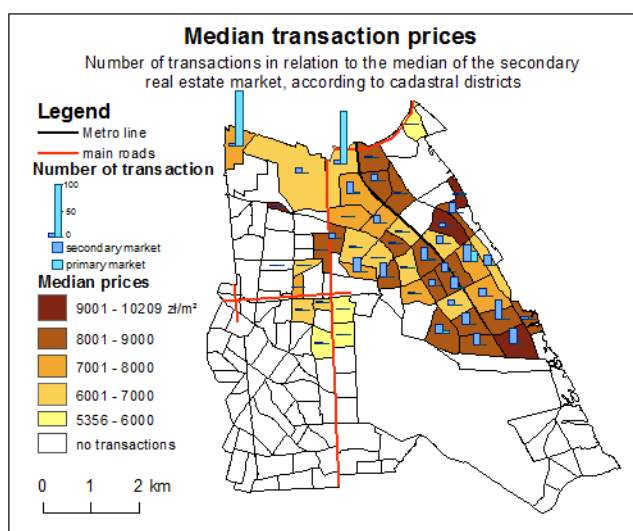 Median transaction prices
Number of transactions in relation to the median of the secondary
real estate market, according to cadastral districts
Legend
Metro line
main roads
Number of transaction
100
50
0
secondary market
primary market
Median prices
9001 - 10209 zł/m²
8001 - 9000
7001 - 8000
6001 - 7000
5356 - 6000
no transactions
0 1 2 km